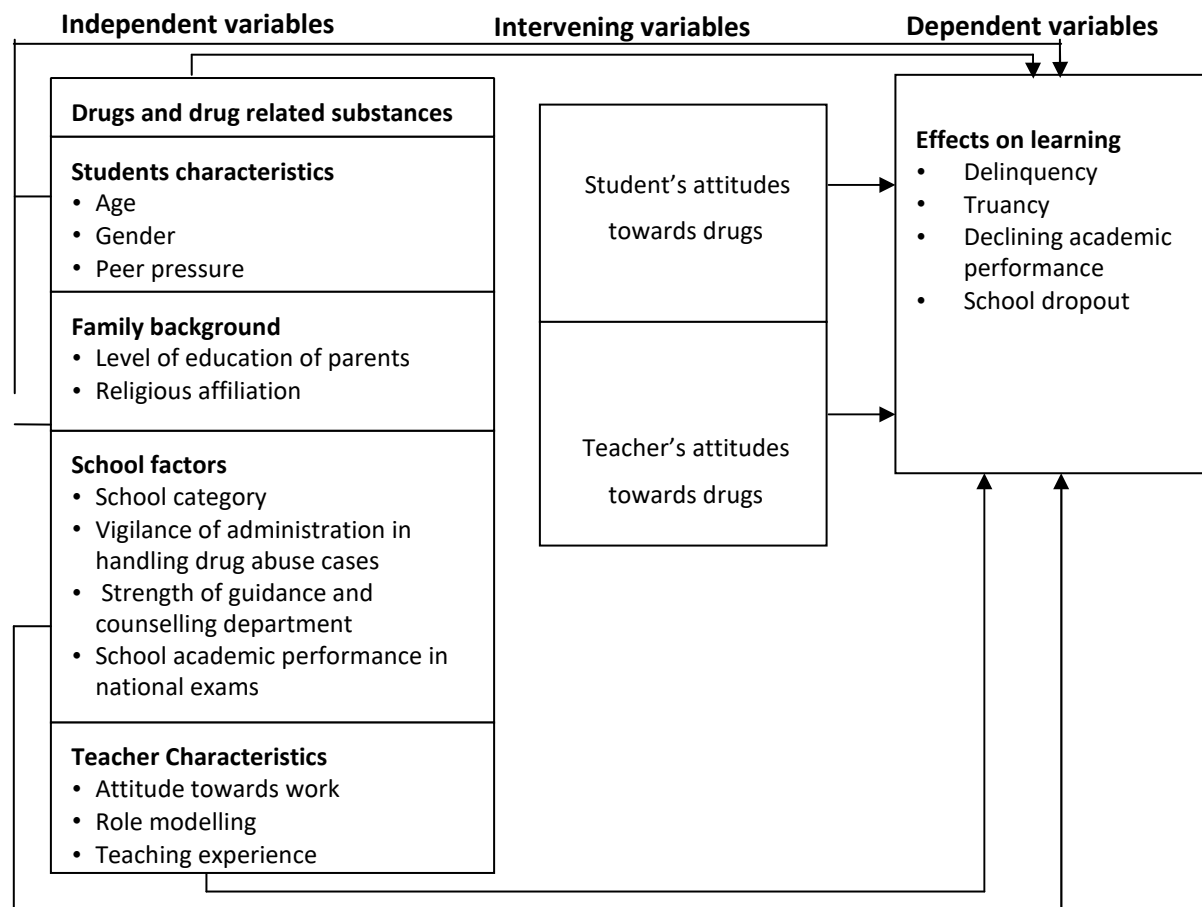 Independent variables
Intervening variables
Dependent variables
Drugs and drug related substances
Students characteristics
• Age
• Gender
• Peer pressure
Family background
• Level of education of parents
• Religious affiliation
School factors
• School category
• Vigilance of administration in
handling drug abuse cases
• Strength of guidance and
counselling department
• School academic performance in
national exams
Teacher Characteristics
• Attitude towards work
• Role modelling
• Teaching experience
Student’s attitudes
towards drugs
Teacher’s attitudes
towards drugs
Effects on learning
• Delinquency
• Truancy
• Declining academic
performance
• School dropout